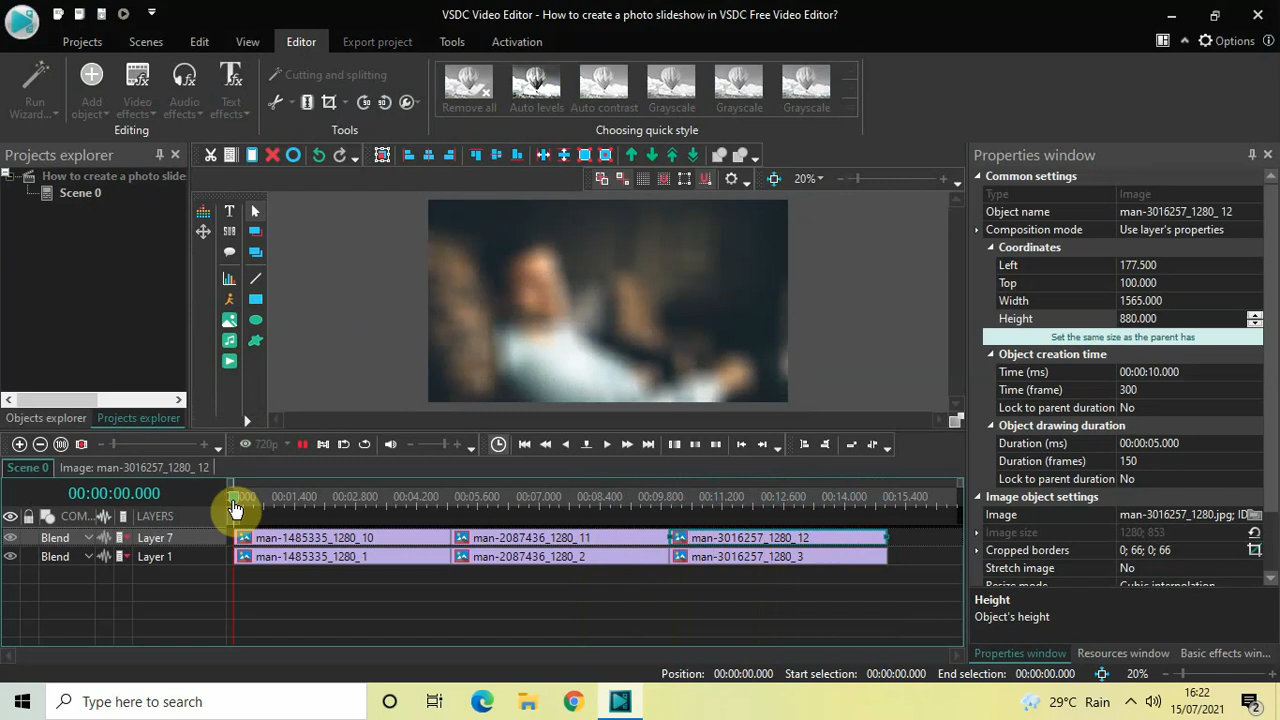 VSDC Video Editor - How to create a photo slideshow in VSDC Free Video Editor?
Projects
Scenes
Edit
View
Editor
Export project
Tools
Activation
Options
Run
Wizard...
Add
object
Video
effects
Audio
effects
Text
effects
Editing
Cutting and splitting
Tools
Remove all
Auto levels
Auto contrast
Grayscale
Grayscale
Grayscale
Choosing quick style
Projects explorer
How to create a photo slide
Scene 0
Objects explorer
Projects explorer
20%
Properties window
Common settings
Type Image
Object name man-3016257_1280_ 12
Composition mode Use layer's properties
Coordinates
Left 177.500
Top 100.000
Width 1565.000
Height 880.000
Set the same size as the parent has
Object creation time
Time (ms) 00:00:10.000
Time (frame) 300
Lock to parent duration No
Object drawing duration
Duration (ms) 00:00:05.000
Duration (frames) 150
Lock to parent duration No
Image object settings
Image man-3016257_1280.jpg; ID
Image size 1280; 853
Cropped borders 0; 66; 0; 66
Stretch image No
Resize mode Cubic interpolation
Height
Object's height
Properties window
Resources window
Basic effects win...
720p
Scene 0
Image: man-3016257_1280_ 12
00:00:00.000
000 00:01.400 00:02.800 00:04.200 00:05.600 00:07.000 00:08.400 00:09.800 00:11.200 00:12.600 00:14.000 00:15.400
COM...
LAYERS
Blend Layer 7 man-1485335_1280_10 man-2087436_1280_11 man-3016257_1280_12
Blend Layer 1 man-1485335_1280_1 man-2087436_1280_2 man-3016257_1280_3
Position: 00:00:00.000 Start selection: 00:00:00.000 End selection: 00:00:00.000 20%
Type here to search
29°C Rain
16:22
15/07/2021
2